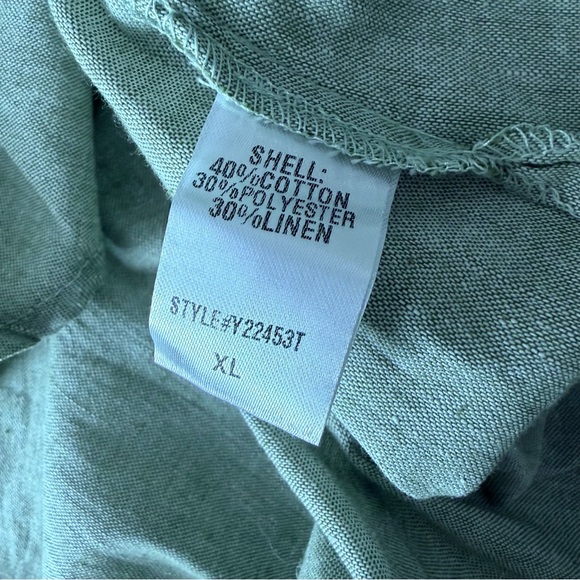 SHELL:
40%COTTON
30%POLYESTER
30%LINEN
STYLE#Y22453T
XL